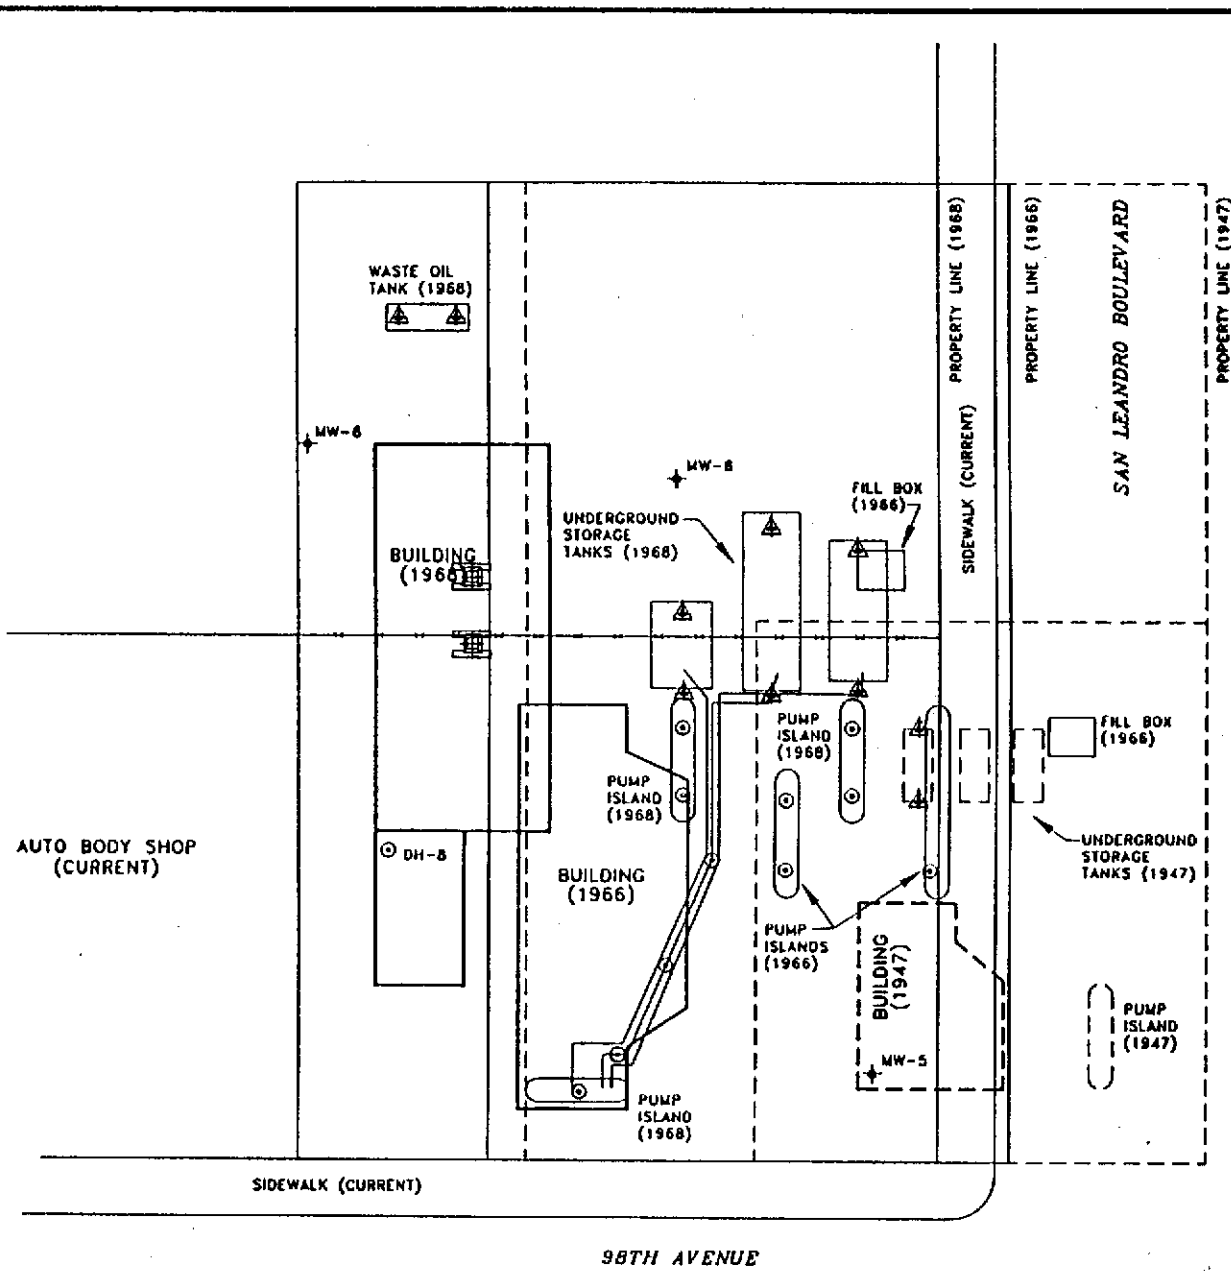 WASTE OIL
TANK (1968)
PROPERTY LINE (1968)
SIDEWALK (CURRENT)
PROPERTY LINE (1966)
SAN LEANDRO BOULEVARD
PROPERTY LINE (1947)
MW-6
MW-8
FILL BOX
(1966)
UNDERGROUND
STORAGE
TANKS (1968)
BUILDING
(1968)
PUMP
ISLAND
(1968)
FILL BOX
(1966)
PUMP
ISLAND
(1968)
AUTO BODY SHOP
(CURRENT)
DH-8
BUILDING
(1966)
UNDERGROUND
STORAGE
TANKS (1947)
PUMP
ISLANDS
(1966)
BUILDING
(1947)
PUMP
ISLAND
(1947)
MW-5
PUMP
ISLAND
(1968)
SIDEWALK (CURRENT)
98TH AVENUE